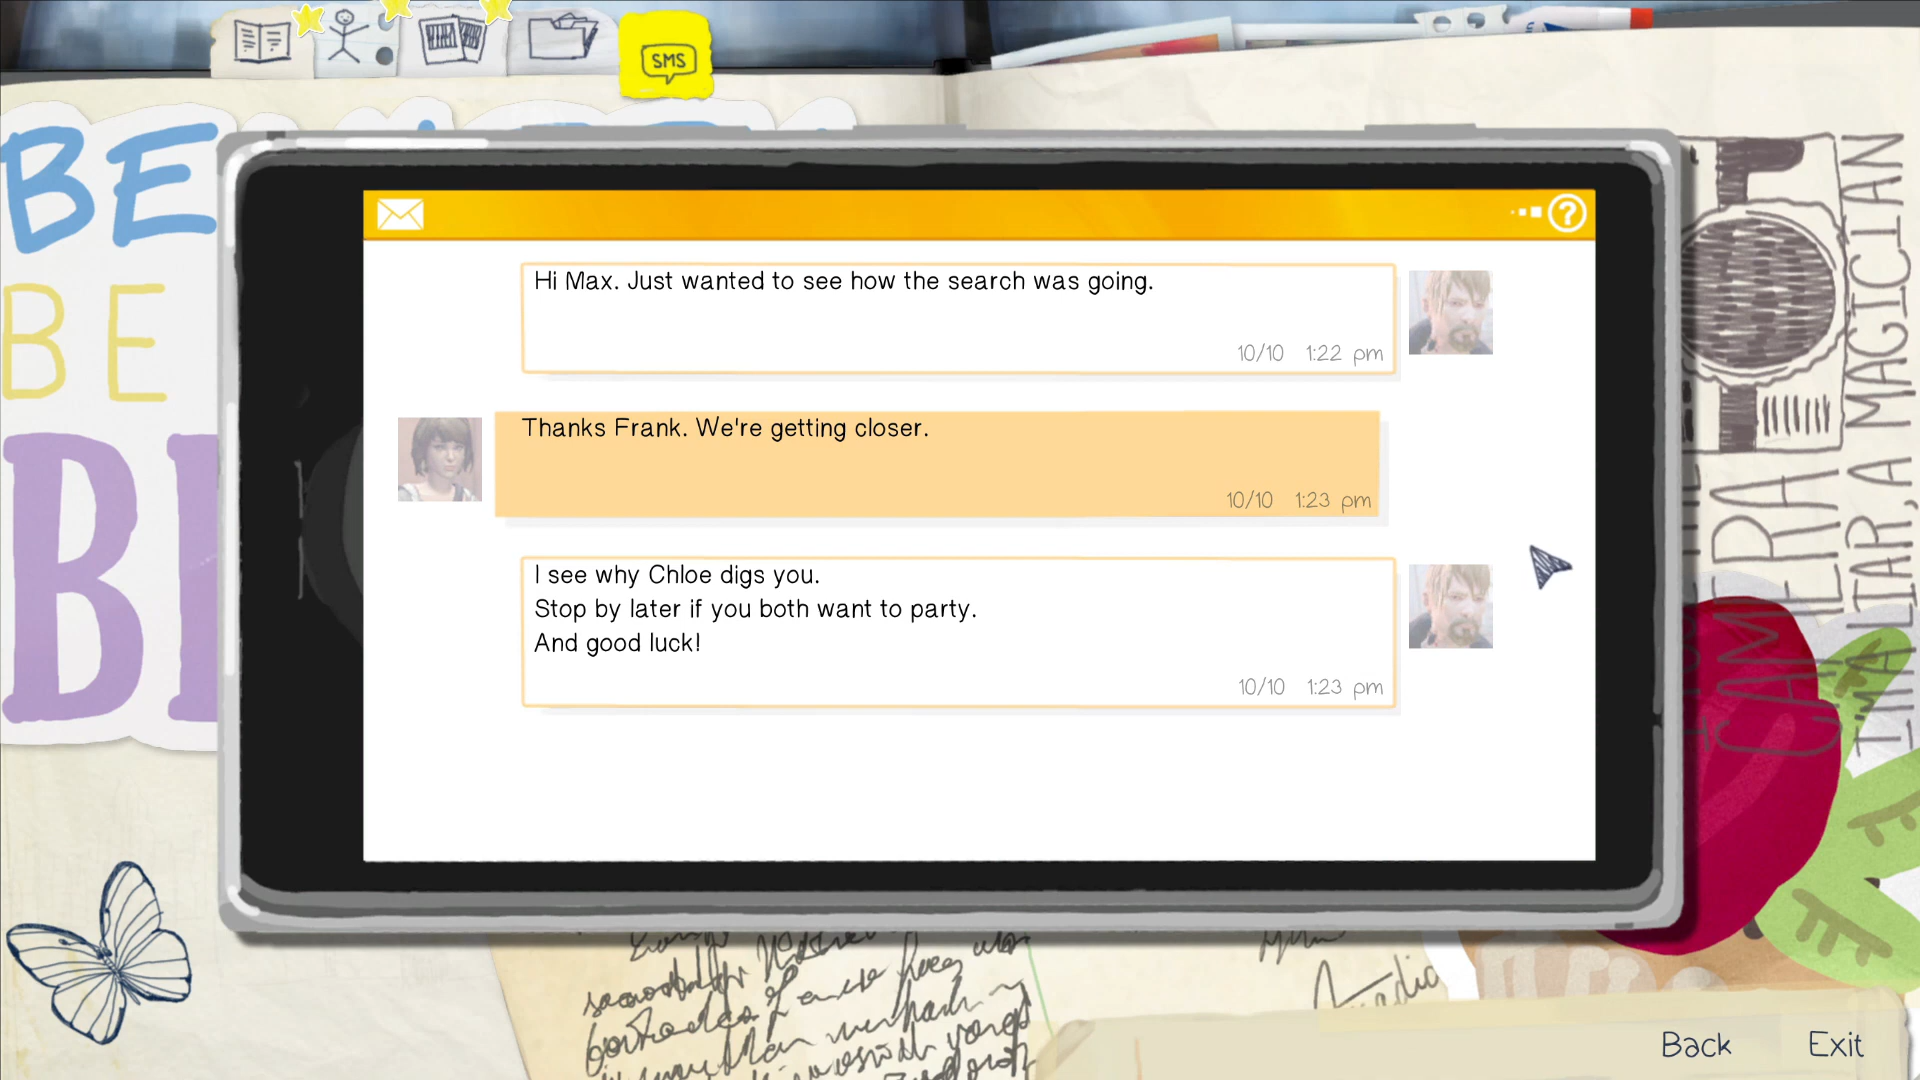 SMS
BE
BE
Hi Max. Just wanted to see how the search was going.
10/10 1:22 pm
Thanks Frank. We're getting closer.
10/10 1:23 pm
I see why Chloe digs you.
Stop by later if you both want to party.
And good luck!
10/10 1:23 pm
CAMERA
I'M A LIAR, A MAGICIAN
Back
Exit